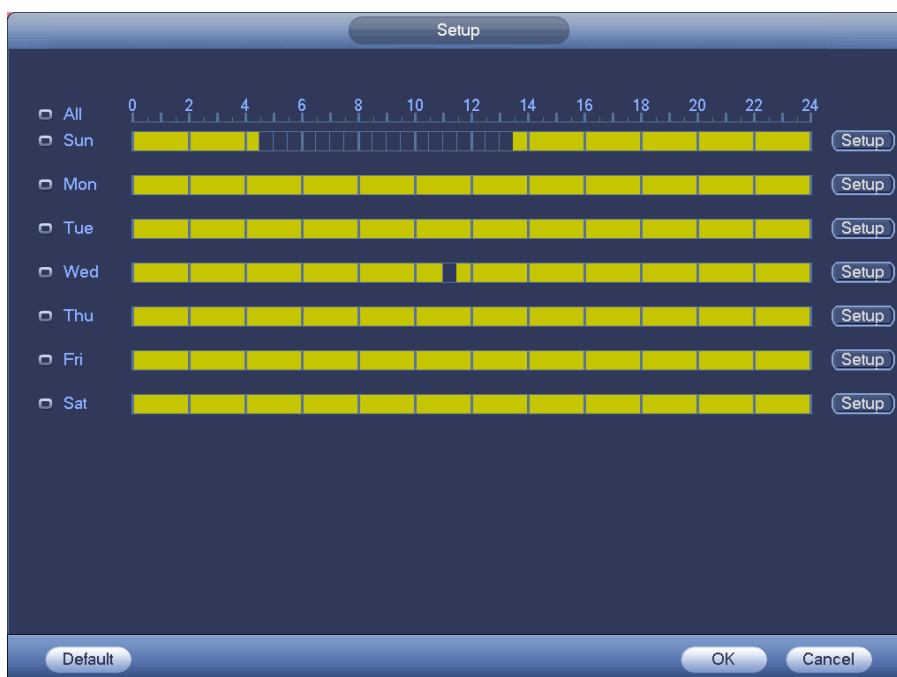 Setup
All 0 2 4 6 8 10 12 14 16 18 20 22 24
Sun Setup
Mon Setup
Tue Setup
Wed Setup
Thu Setup
Fri Setup
Sat Setup
Default OK Cancel